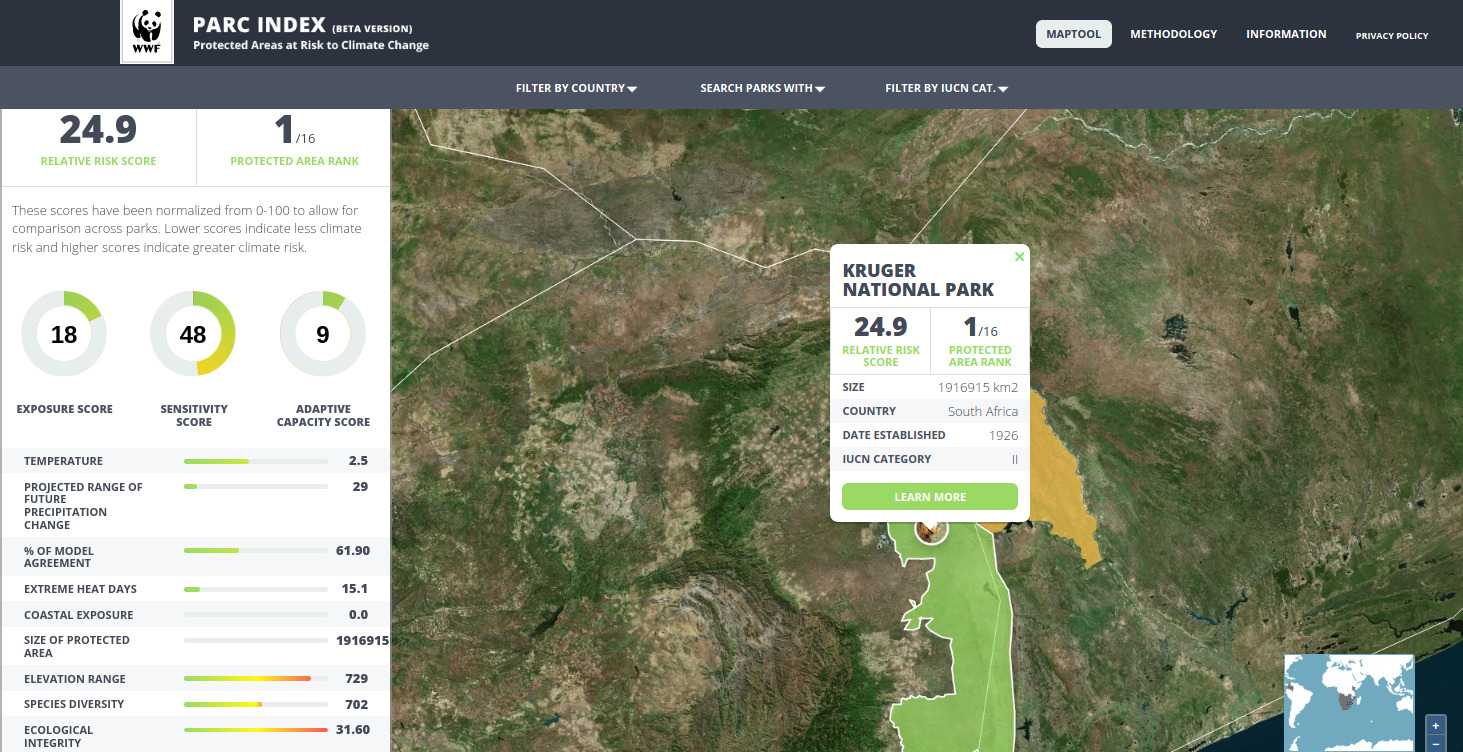 WWF
PARC INDEX (BETA VERSION)
Protected Areas at Risk to Climate Change
MAPTOOL
METHODOLOGY
INFORMATION
PRIVACY POLICY
FILTER BY COUNTRY
SEARCH PARKS WITH
FILTER BY IUCN CAT.
24.9
RELATIVE RISK SCORE
1/16
PROTECTED AREA RANK
These scores have been normalized from 0-100 to allow for
comparison across parks. Lower scores indicate less climate
risk and higher scores indicate greater climate risk.
18
EXPOSURE SCORE
48
SENSITIVITY
SCORE
9
ADAPTIVE
CAPACITY SCORE
TEMPERATURE 2.5
PROJECTED RANGE OF 29
FUTURE
PRECIPITATION
CHANGE
% OF MODEL 61.90
AGREEMENT
EXTREME HEAT DAYS 15.1
COASTAL EXPOSURE 0.0
SIZE OF PROTECTED 1916915
AREA
ELEVATION RANGE 729
SPECIES DIVERSITY 702
ECOLOGICAL 31.60
INTEGRITY
×
KRUGER
NATIONAL PARK
24.9
RELATIVE RISK
SCORE
1/16
PROTECTED
AREA RANK
SIZE 1916915 km2
COUNTRY South Africa
DATE ESTABLISHED 1926
IUCN CATEGORY II
LEARN MORE
+
−